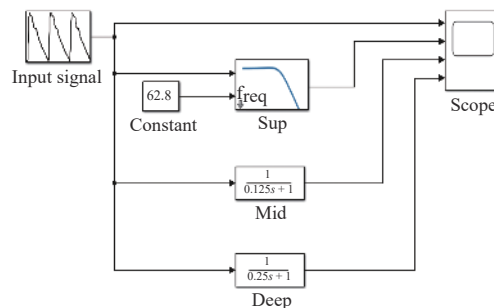 Input signal
62.8
Constant
freq
Sup
Scope
1
0.125s + 1
Mid
1
0.25s + 1
Deep